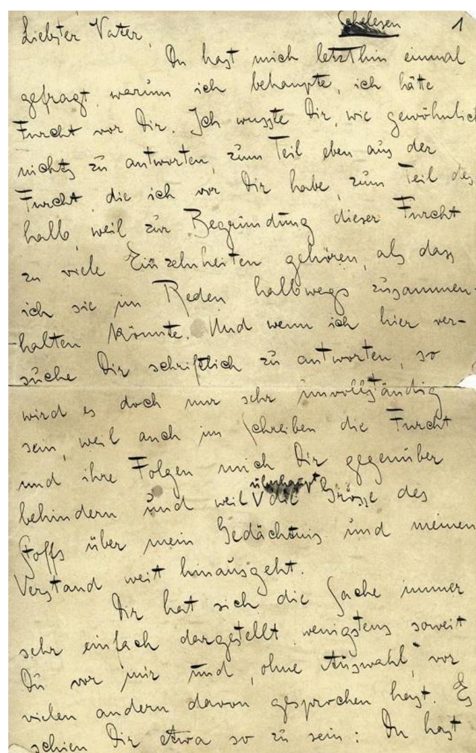 1
Liebster Vater,
Du hast mich letzthin einmal
gefragt, warum ich behaupte, ich hätte
Furcht vor Dir. Ich wusste Dir, wie gewöhnlich,
nichts zu antworten, zum Teil eben aus der
Furcht, die ich vor Dir habe, zum Teil des
halb, weil zur Begründung dieser Furcht
zu viele Einzelnheiten gehören, als dass
ich sie im Reden halbwegs zusammen-
halten könnte. Und wenn ich hier ver-
suche Dir schriftlich zu antworten, so
wird es doch nur sehr unvollständig
sein, weil auch im Schreiben die Furcht
und ihre Folgen mich Dir gegenüber
behindern und weil überhaupt die Grösse des
Stoffs über mein Gedächtnis und meinen
Verstand weit hinausgeht.
Dir hat sich die Sache immer
sehr einfach dargestellt, wenigstens soweit
Du vor mir und, ohne Auswahl, vor
vielen andern davon gesprochen hast. Es
schien Dir etwa so zu sein: Du hast